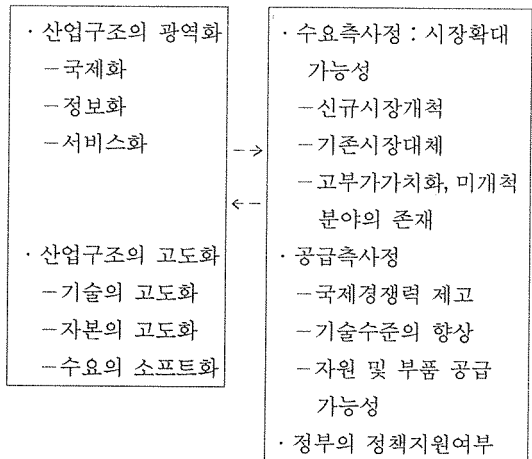 · 산업구조의 광역화
－국제화
－정보화
－서비스화
· 산업구조의 고도화
－기술의 고도화
－자본의 고도화
－수요의 소프트화
-→
←-
· 수요측사정 : 시장확대
가능성
－신규시장개척
－기존시장대체
－고부가가치화, 미개척
분야의 존재
· 공급측사정
－국제경쟁력 제고
－기술수준의 향상
－자원 및 부품 공급
가능성
· 정부의 정책지원여부